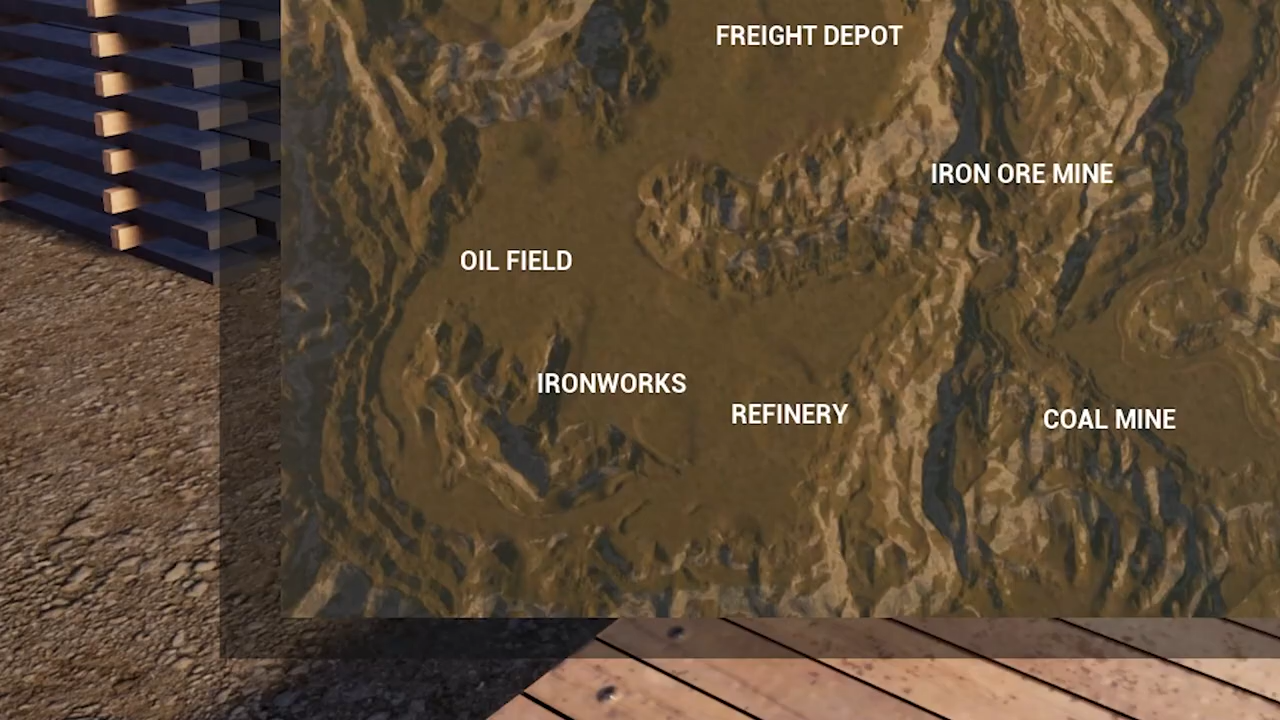 FREIGHT DEPOT
IRON ORE MINE
OIL FIELD
IRONWORKS
REFINERY
COAL MINE